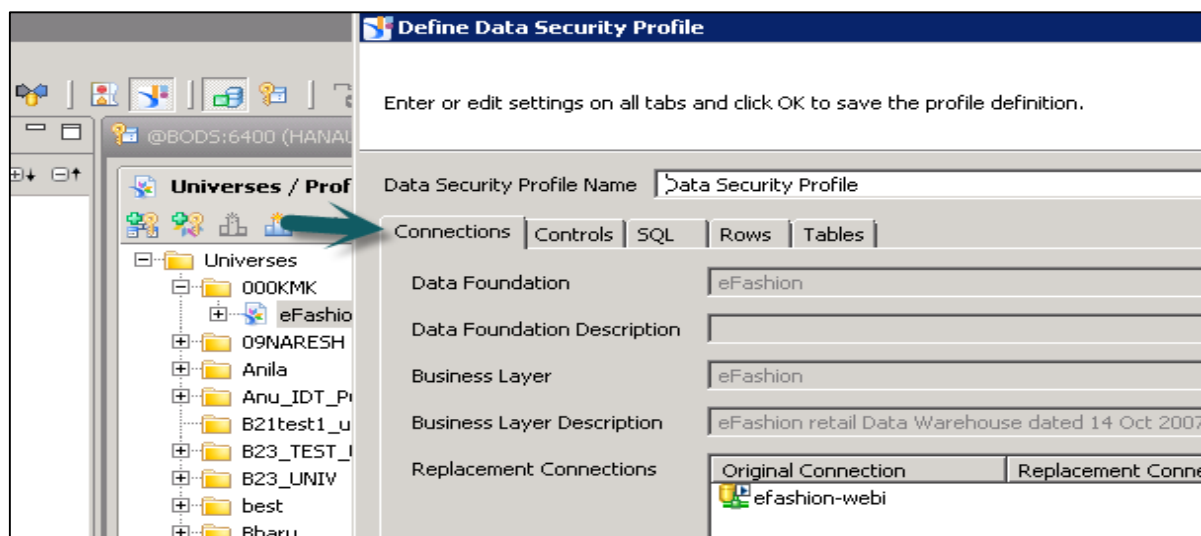 Define Data Security Profile
Enter or edit settings on all tabs and click OK to save the profile definition.
@BODS:6400 (HANAU
Universes / Prof
Data Security Profile Name Data Security Profile
Connections Controls SQL Rows Tables
Universes
000KMK
eFashio
09NARESH
Anila
Anu_IDT_P
B21test1_u
B23_TEST_
B23_UNIV
best
Bharu
Data Foundation eFashion
Data Foundation Description
Business Layer eFashion
Business Layer Description eFashion retail Data Warehouse dated 14 Oct 2007
Replacement Connections Original Connection Replacement Conne
efashion-webi